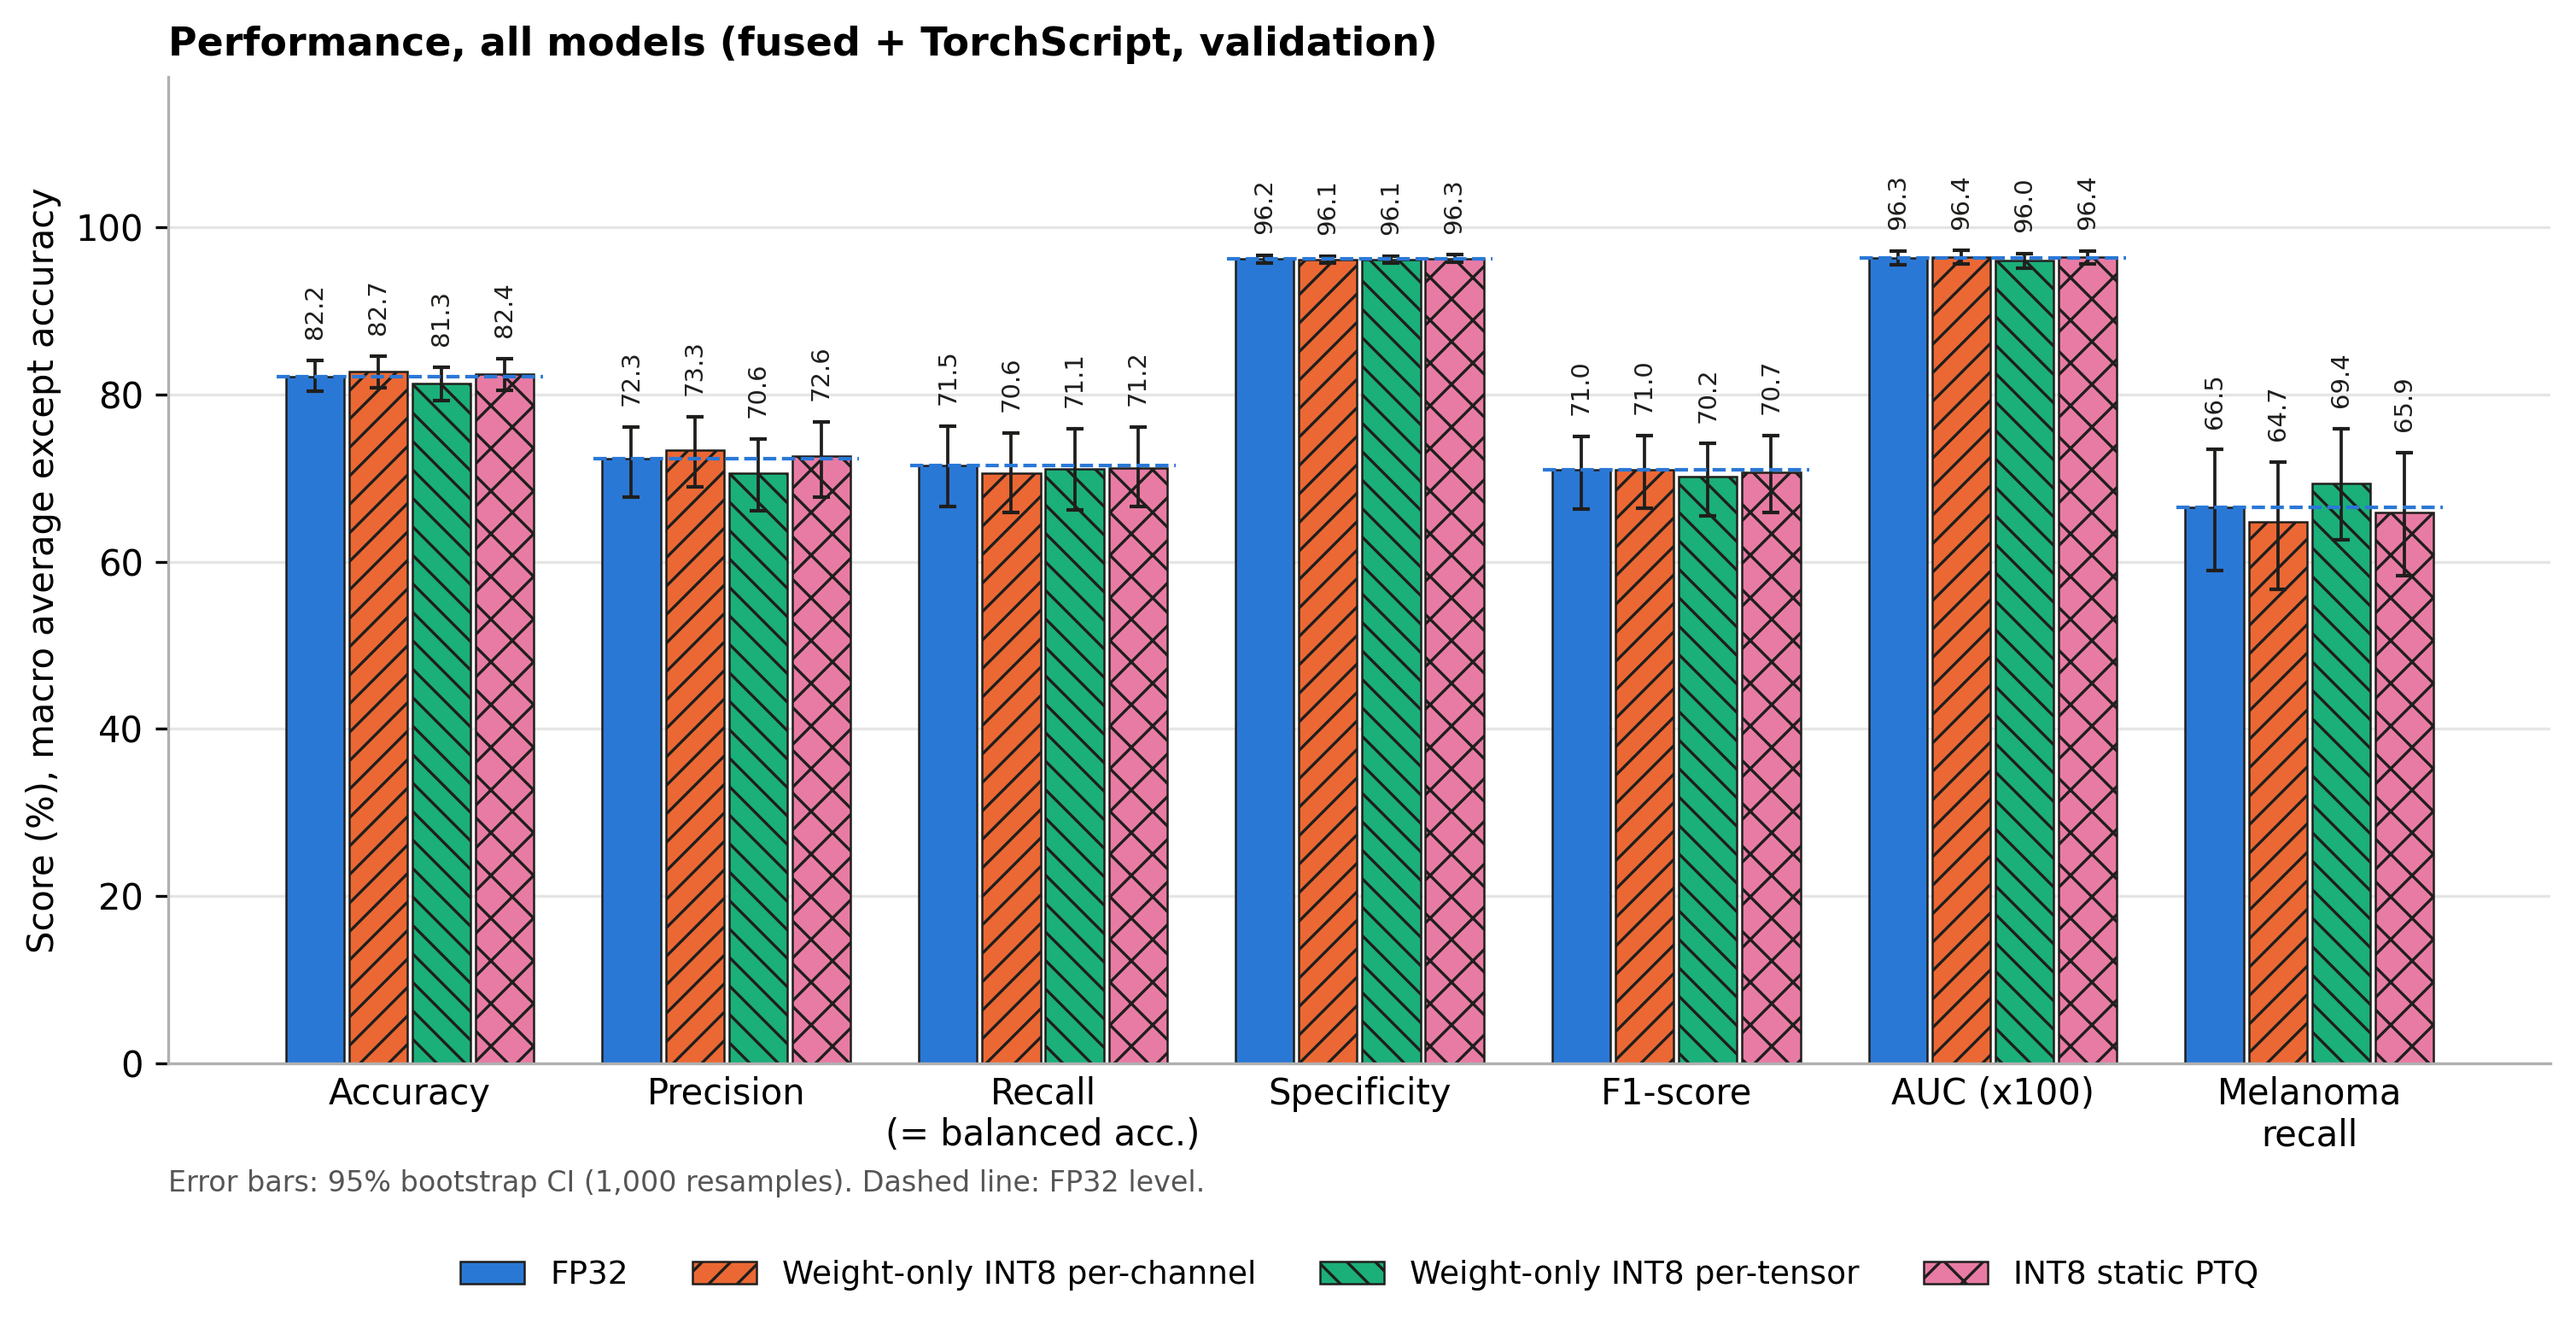 Performance, all models (fused + TorchScript, validation)
Score (%), macro average except accuracy
100
80
60
40
20
0
82.2 82.7 81.3 82.4
72.3 73.3 70.6 72.6
71.5 70.6 71.1 71.2
96.2 96.1 96.1 96.3
71.0 71.0 70.2 70.7
96.3 96.4 96.0 96.4
66.5 64.7 69.4 65.9
Accuracy
Precision
Recall
(= balanced acc.)
Specificity
F1-score
AUC (x100)
Melanoma
recall
Error bars: 95% bootstrap CI (1,000 resamples). Dashed line: FP32 level.
FP32 Weight-only INT8 per-channel Weight-only INT8 per-tensor INT8 static PTQ